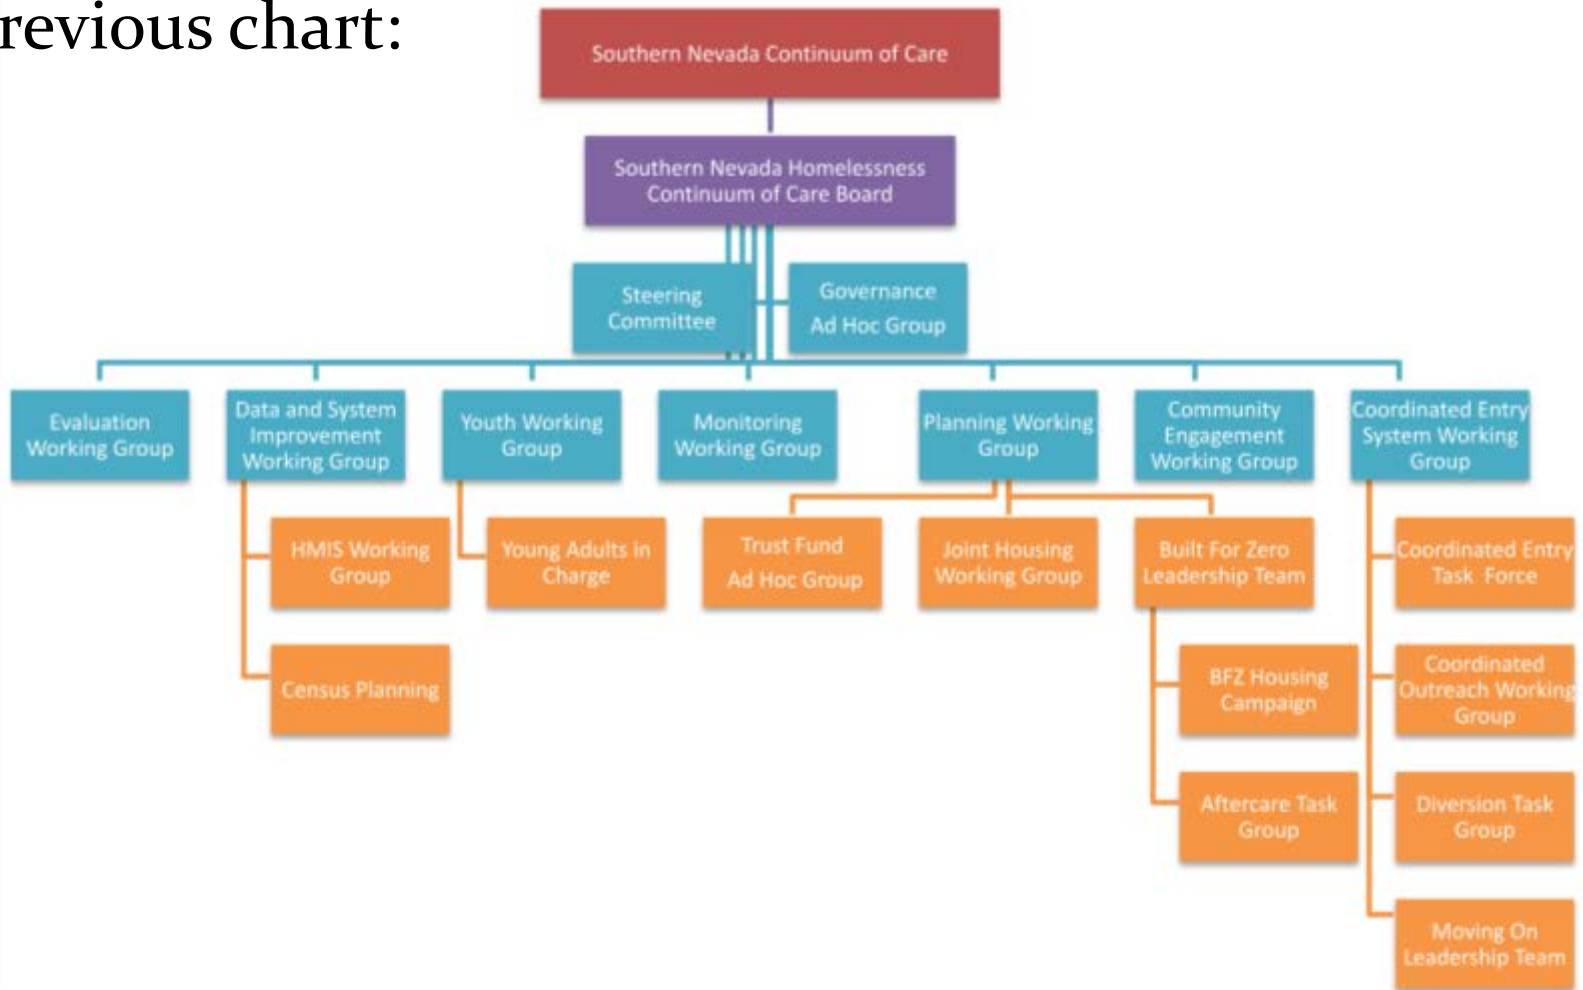 revious chart:
Southern Nevada Continuum of Care
Southern Nevada Homelessness
Continuum of Care Board
Steering
Committee
Governance
Ad Hoc Group
Evaluation
Working Group
Data and System
Improvement
Working Group
Youth Working
Group
Monitoring
Working Group
Planning Working
Group
Community
Engagement
Working Group
Coordinated Entry
System Working
Group
HMIS Working
Group
Young Adults in
Charge
Trust Fund
Ad Hoc Group
Joint Housing
Working Group
Built For Zero
Leadership Team
Coordinated Entry
Task Force
Census Planning
BFZ Housing
Campaign
Coordinated
Outreach Working
Group
Aftercare Task
Group
Diversion Task
Group
Moving On
Leadership Team